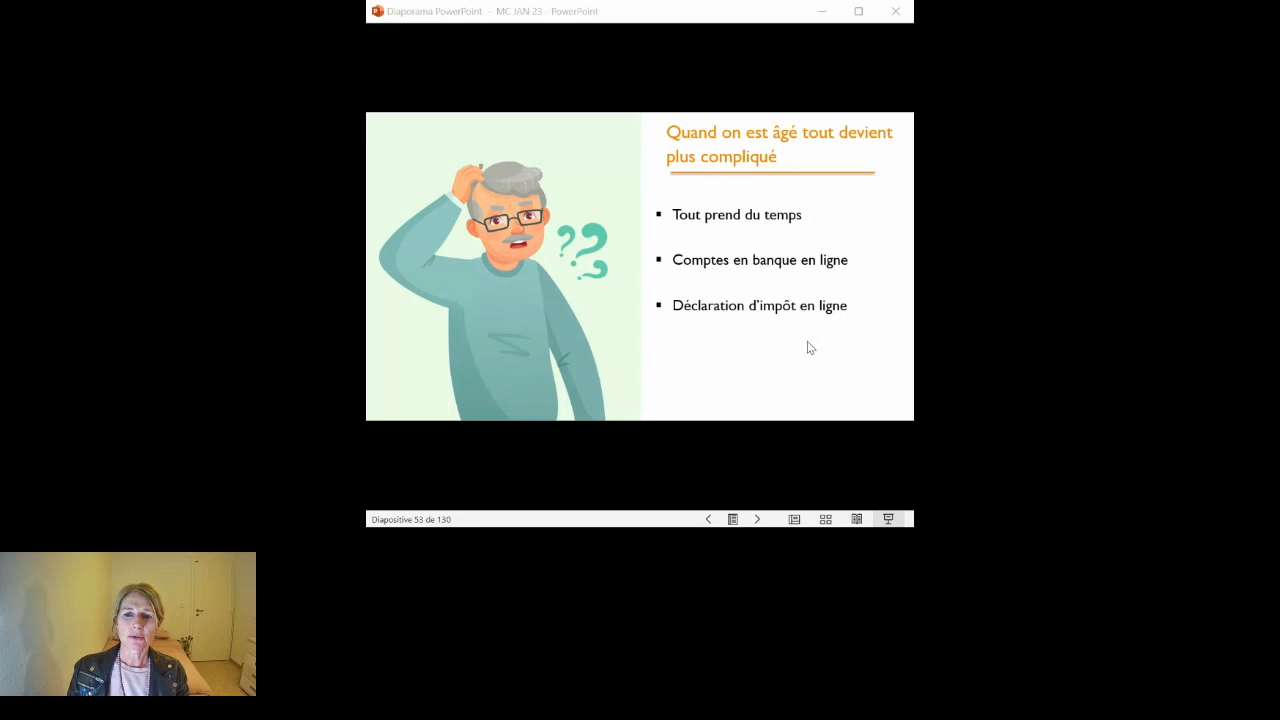 Diaporama PowerPoint - MC JAN 23 - PowerPoint
Quand on est âgé tout devient
plus compliqué
▪ Tout prend du temps
▪ Comptes en banque en ligne
▪ Déclaration d'impôt en ligne
???
Diapositive 53 de 130